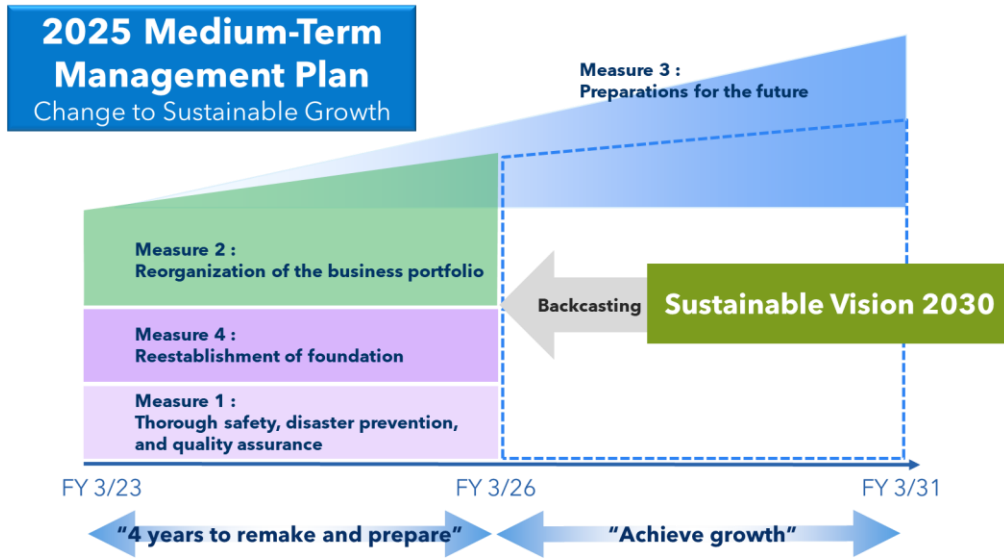 2025 Medium-Term
Management Plan
Change to Sustainable Growth
Measure 3 :
Preparations for the future
Measure 2 :
Reorganization of the business portfolio
Backcasting
Sustainable Vision 2030
Measure 4 :
Reestablishment of foundation
Measure 1 :
Thorough safety, disaster prevention,
and quality assurance
FY 3/23
FY 3/26
FY 3/31
“4 years to remake and prepare”
“Achieve growth”